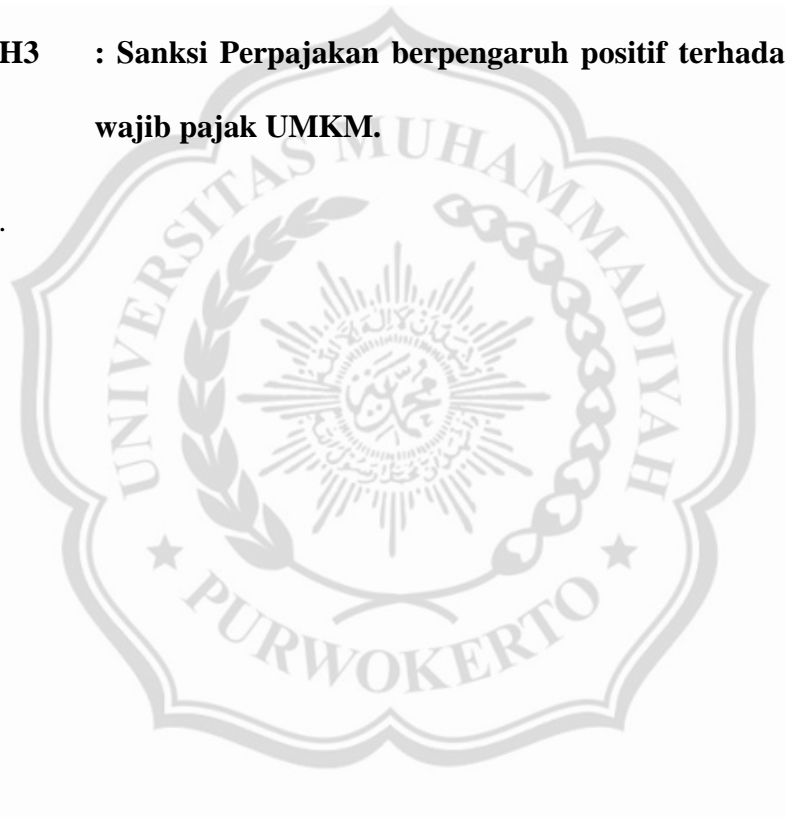 H3 : Sanksi Perpajakan berpengaruh positif terhada
wajib pajak UMKM.
.
UNIVERSITAS MUHAMMADIYAH
PURWOKERTO